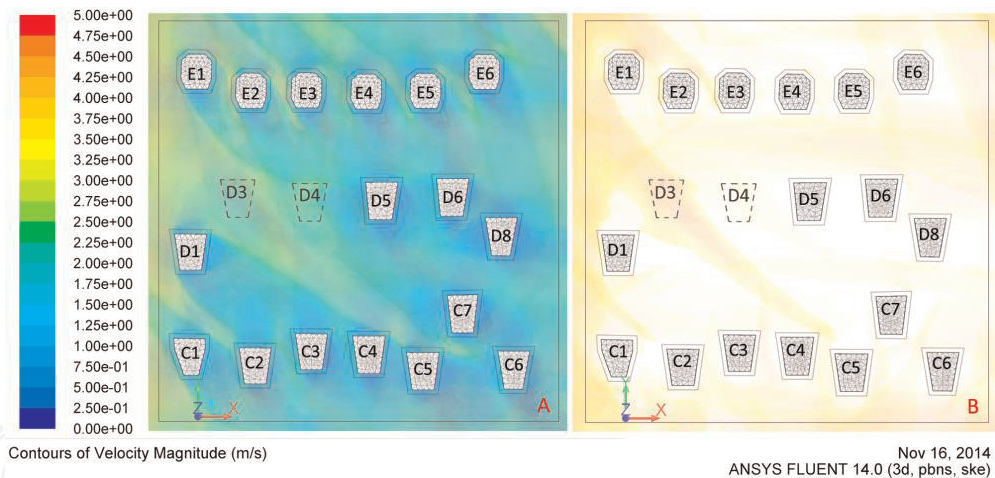 5.00e+00
4.75e+00
4.50e+00
4.25e+00
4.00e+00
3.75e+00
3.50e+00
3.25e+00
3.00e+00
2.75e+00
2.50e+00
2.25e+00
2.00e+00
1.75e+00
1.50e+00
1.25e+00
1.00e+00
7.50e-01
5.00e-01
2.50e-01
0.00e+00
E1 E2 E3 E4 E5 E6
D3 D4 D5 D6
D1 D8
C7
C1 C2 C3 C4 C5 C6
Z X
A
E1 E2 E3 E4 E5 E6
D3 D4 D5 D6
D1 D8
C7
C1 C2 C3 C4 C5 C6
Y
Z X
B
Contours of Velocity Magnitude (m/s)
Nov 16, 2014
ANSYS FLUENT 14.0 (3d, pbns, ske)